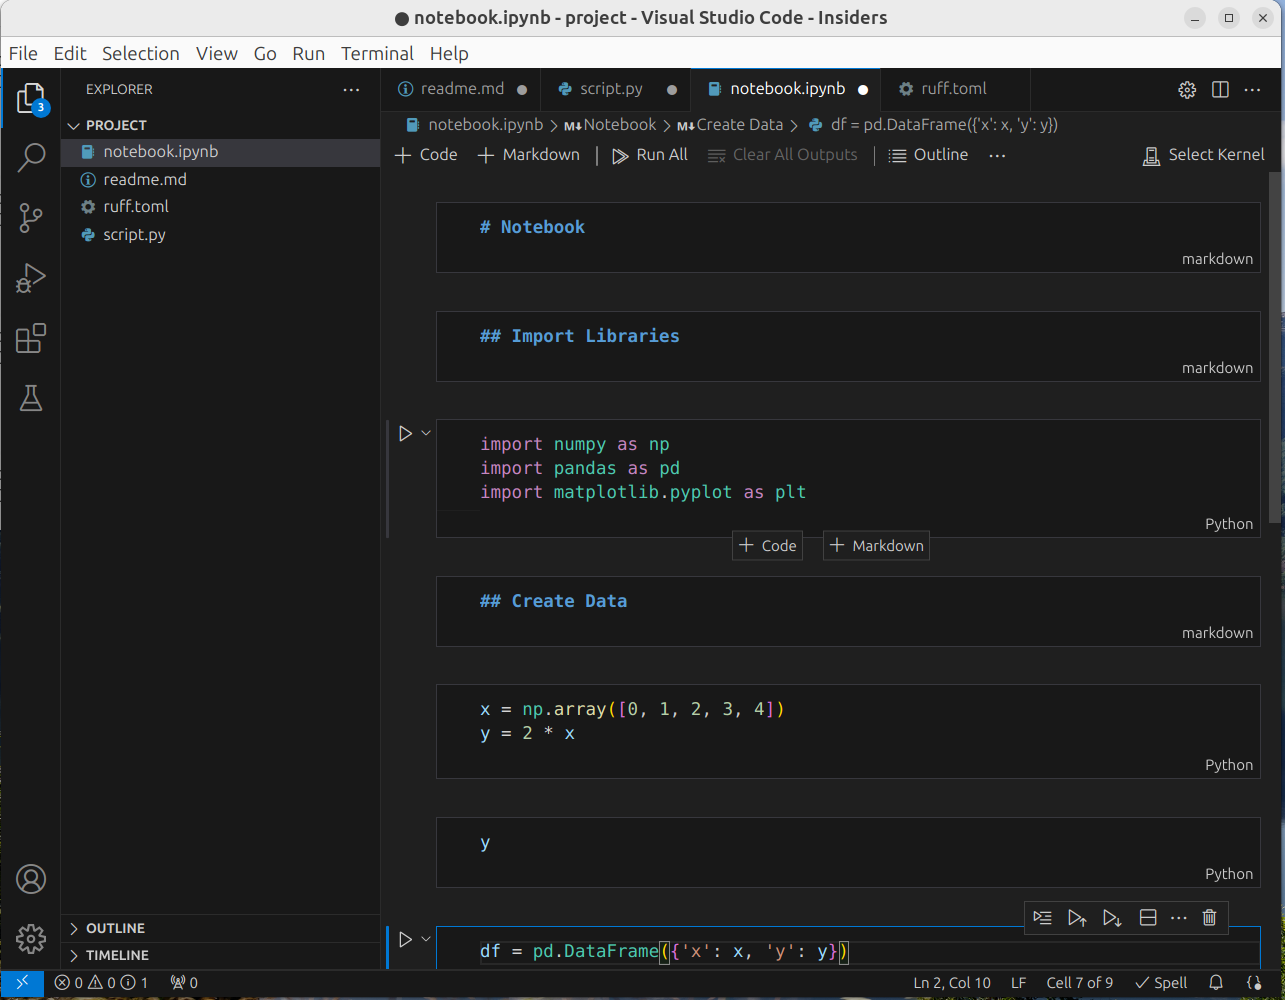 notebook.ipynb - project - Visual Studio Code - Insiders
File Edit Selection View Go Run Terminal Help
3
EXPLORER
PROJECT
notebook.ipynb
readme.md
ruff.toml
script.py
OUTLINE
TIMELINE
readme.md script.py notebook.ipynb ruff.toml
notebook.ipynb > M↓Notebook > M↓Create Data > df = pd.DataFrame({'x': x, 'y': y})
+ Code + Markdown | Run All Clear All Outputs | Outline ... Select Kernel
# Notebook
markdown
## Import Libraries
markdown
import numpy as np
import pandas as pd
import matplotlib.pyplot as plt
Python
+ Code + Markdown
## Create Data
markdown
x = np.array([0, 1, 2, 3, 4])
y = 2 * x
Python
y
Python
df = pd.DataFrame({'x': x, 'y': y})
0 0 1 0 Ln 2, Col 10 LF Cell 7 of 9 Spell